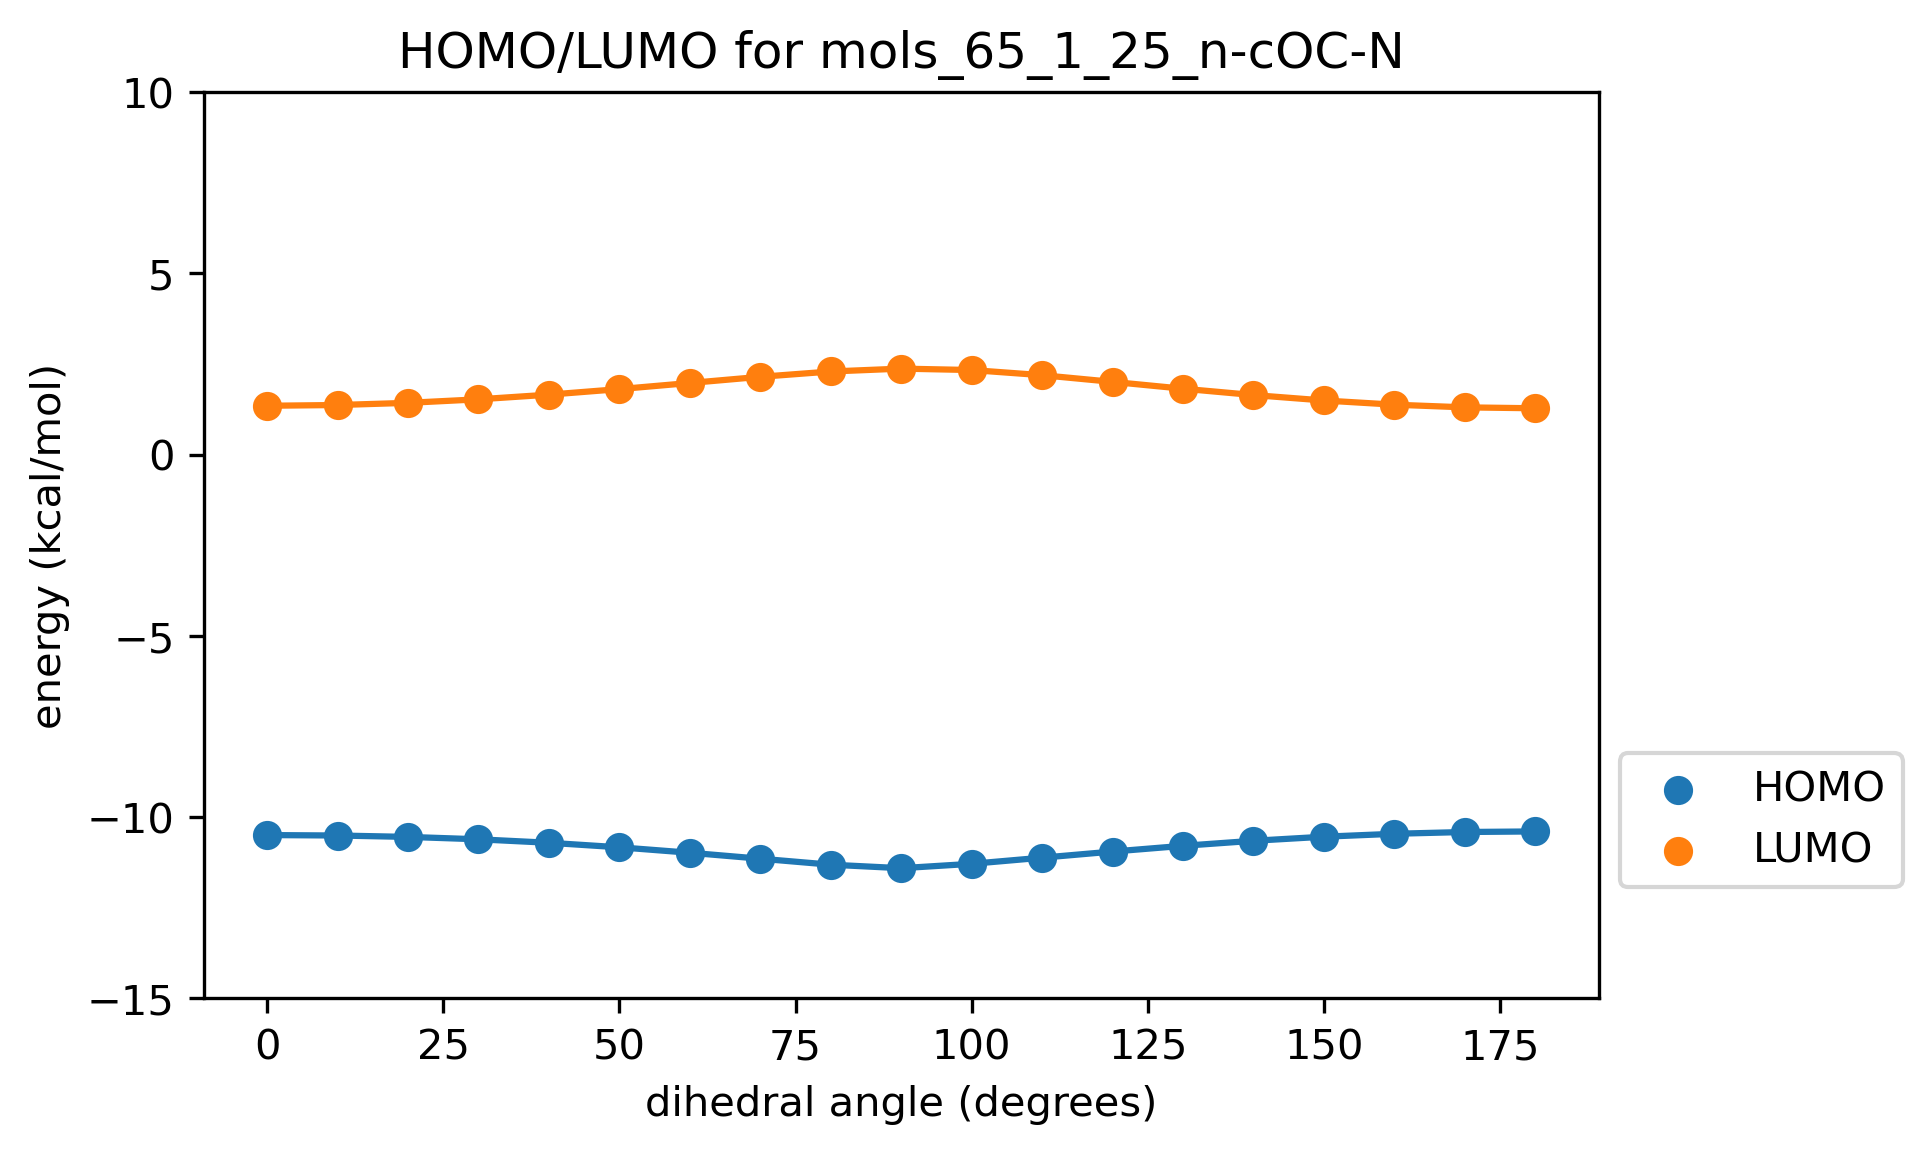 HOMO/LUMO for mols_65_1_25_n-cOC-N
10
5
0
−5
−10
−15
energy (kcal/mol)
0 25 50 75 100 125 150 175
dihedral angle (degrees)
HOMO
LUMO